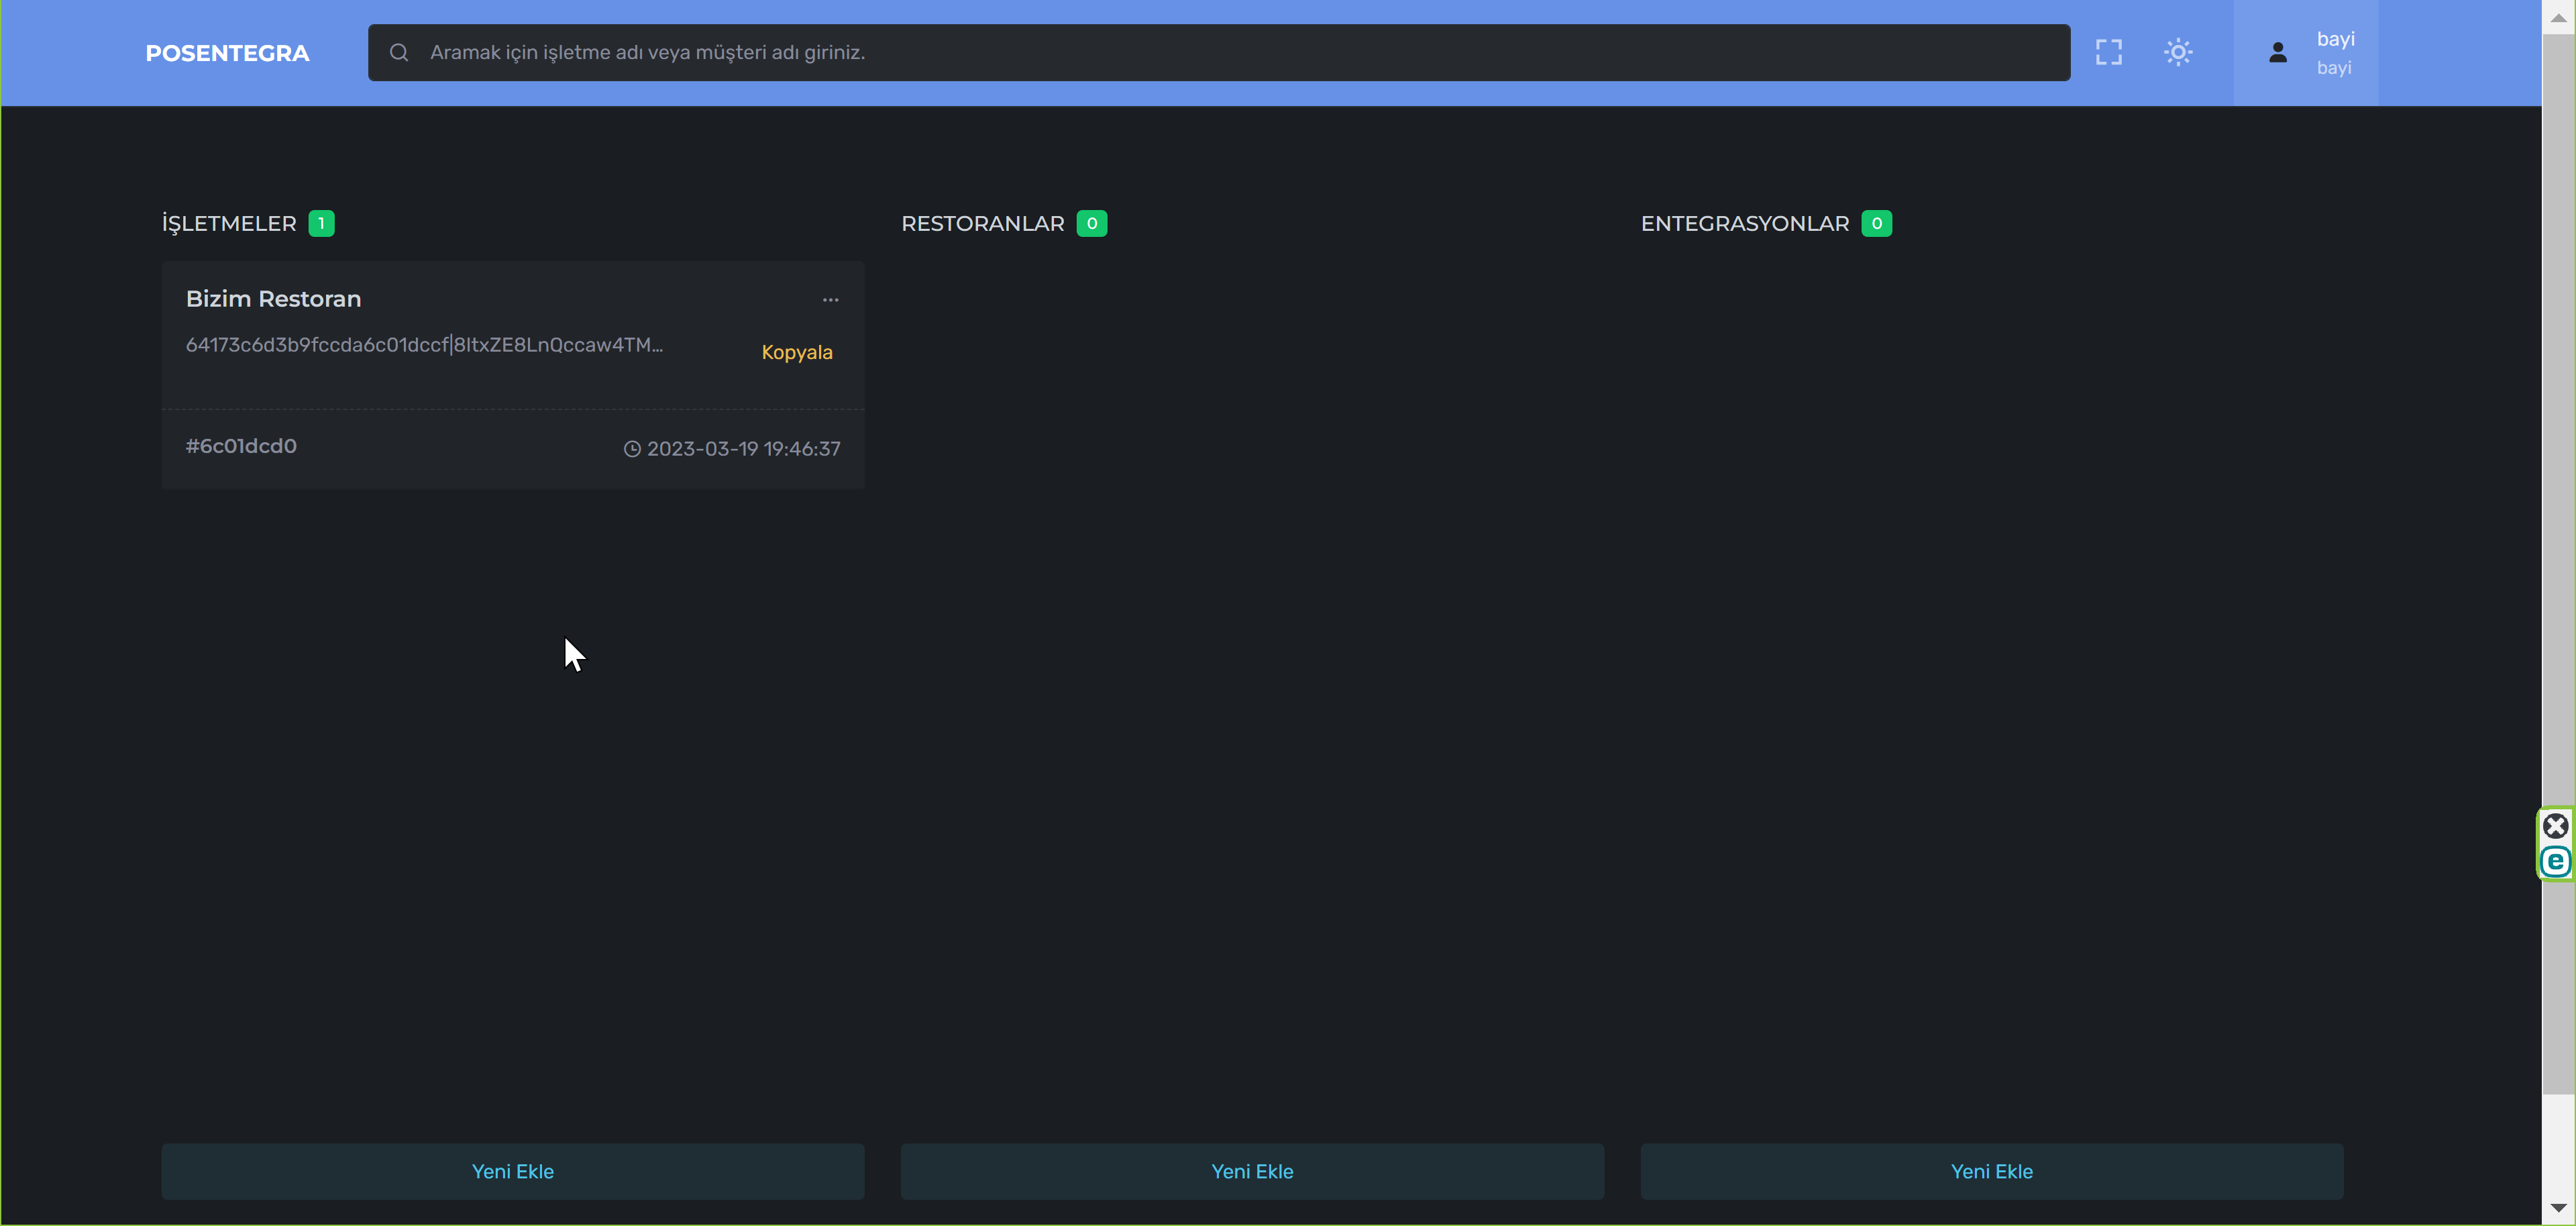 POSENTEGRA
Aramak için işletme adı veya müşteri adı giriniz.
bayi
bayi
İŞLETMELER 1
RESTORANLAR 0
ENTEGRASYONLAR 0
Bizim Restoran
64173c6d3b9fccda6c01dccf|8ltxZE8LnQccaw4TM...
Kopyala
#6c01dcd0
2023-03-19 19:46:37
Yeni Ekle
Yeni Ekle
Yeni Ekle
e